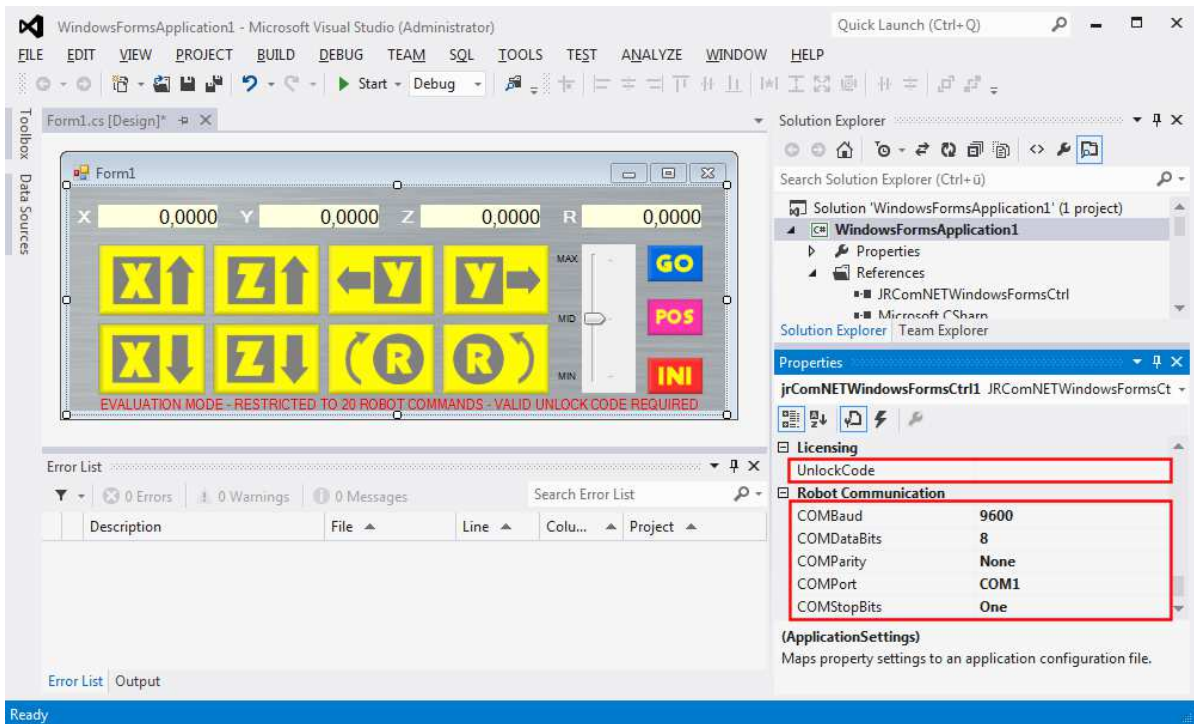 WindowsFormsApplication1 - Microsoft Visual Studio (Administrator) Quick Launch (Ctrl+Q)
FILE EDIT VIEW PROJECT BUILD DEBUG TEAM SQL TOOLS TEST ANALYZE WINDOW HELP
Start Debug
Toolbox
Data Sources
Form1.cs [Design]*
Form1
X 0,0000 Y 0,0000 Z 0,0000 R 0,0000
X Z Y Y MAX GO
MID POS
X Z R R MIN INI
EVALUATION MODE - RESTRICTED TO 20 ROBOT COMMANDS - VALID UNLOCK CODE REQUIRED
Error List
0 Errors 0 Warnings 0 Messages Search Error List
Description File Line Colu... Project
Error List Output
Solution Explorer
Search Solution Explorer (Ctrl+ü)
Solution 'WindowsFormsApplication1' (1 project)
C# WindowsFormsApplication1
Properties
References
JRComNETWindowsFormsCtrl
Microsoft.CSharp
Solution Explorer Team Explorer
Properties
jrComNETWindowsFormsCtrl1 JRComNETWindowsFormsCt
Licensing
UnlockCode
Robot Communication
COMBaud 9600
COMDataBits 8
COMParity None
COMPort COM1
COMStopBits One
(ApplicationSettings)
Maps property settings to an application configuration file.
Ready